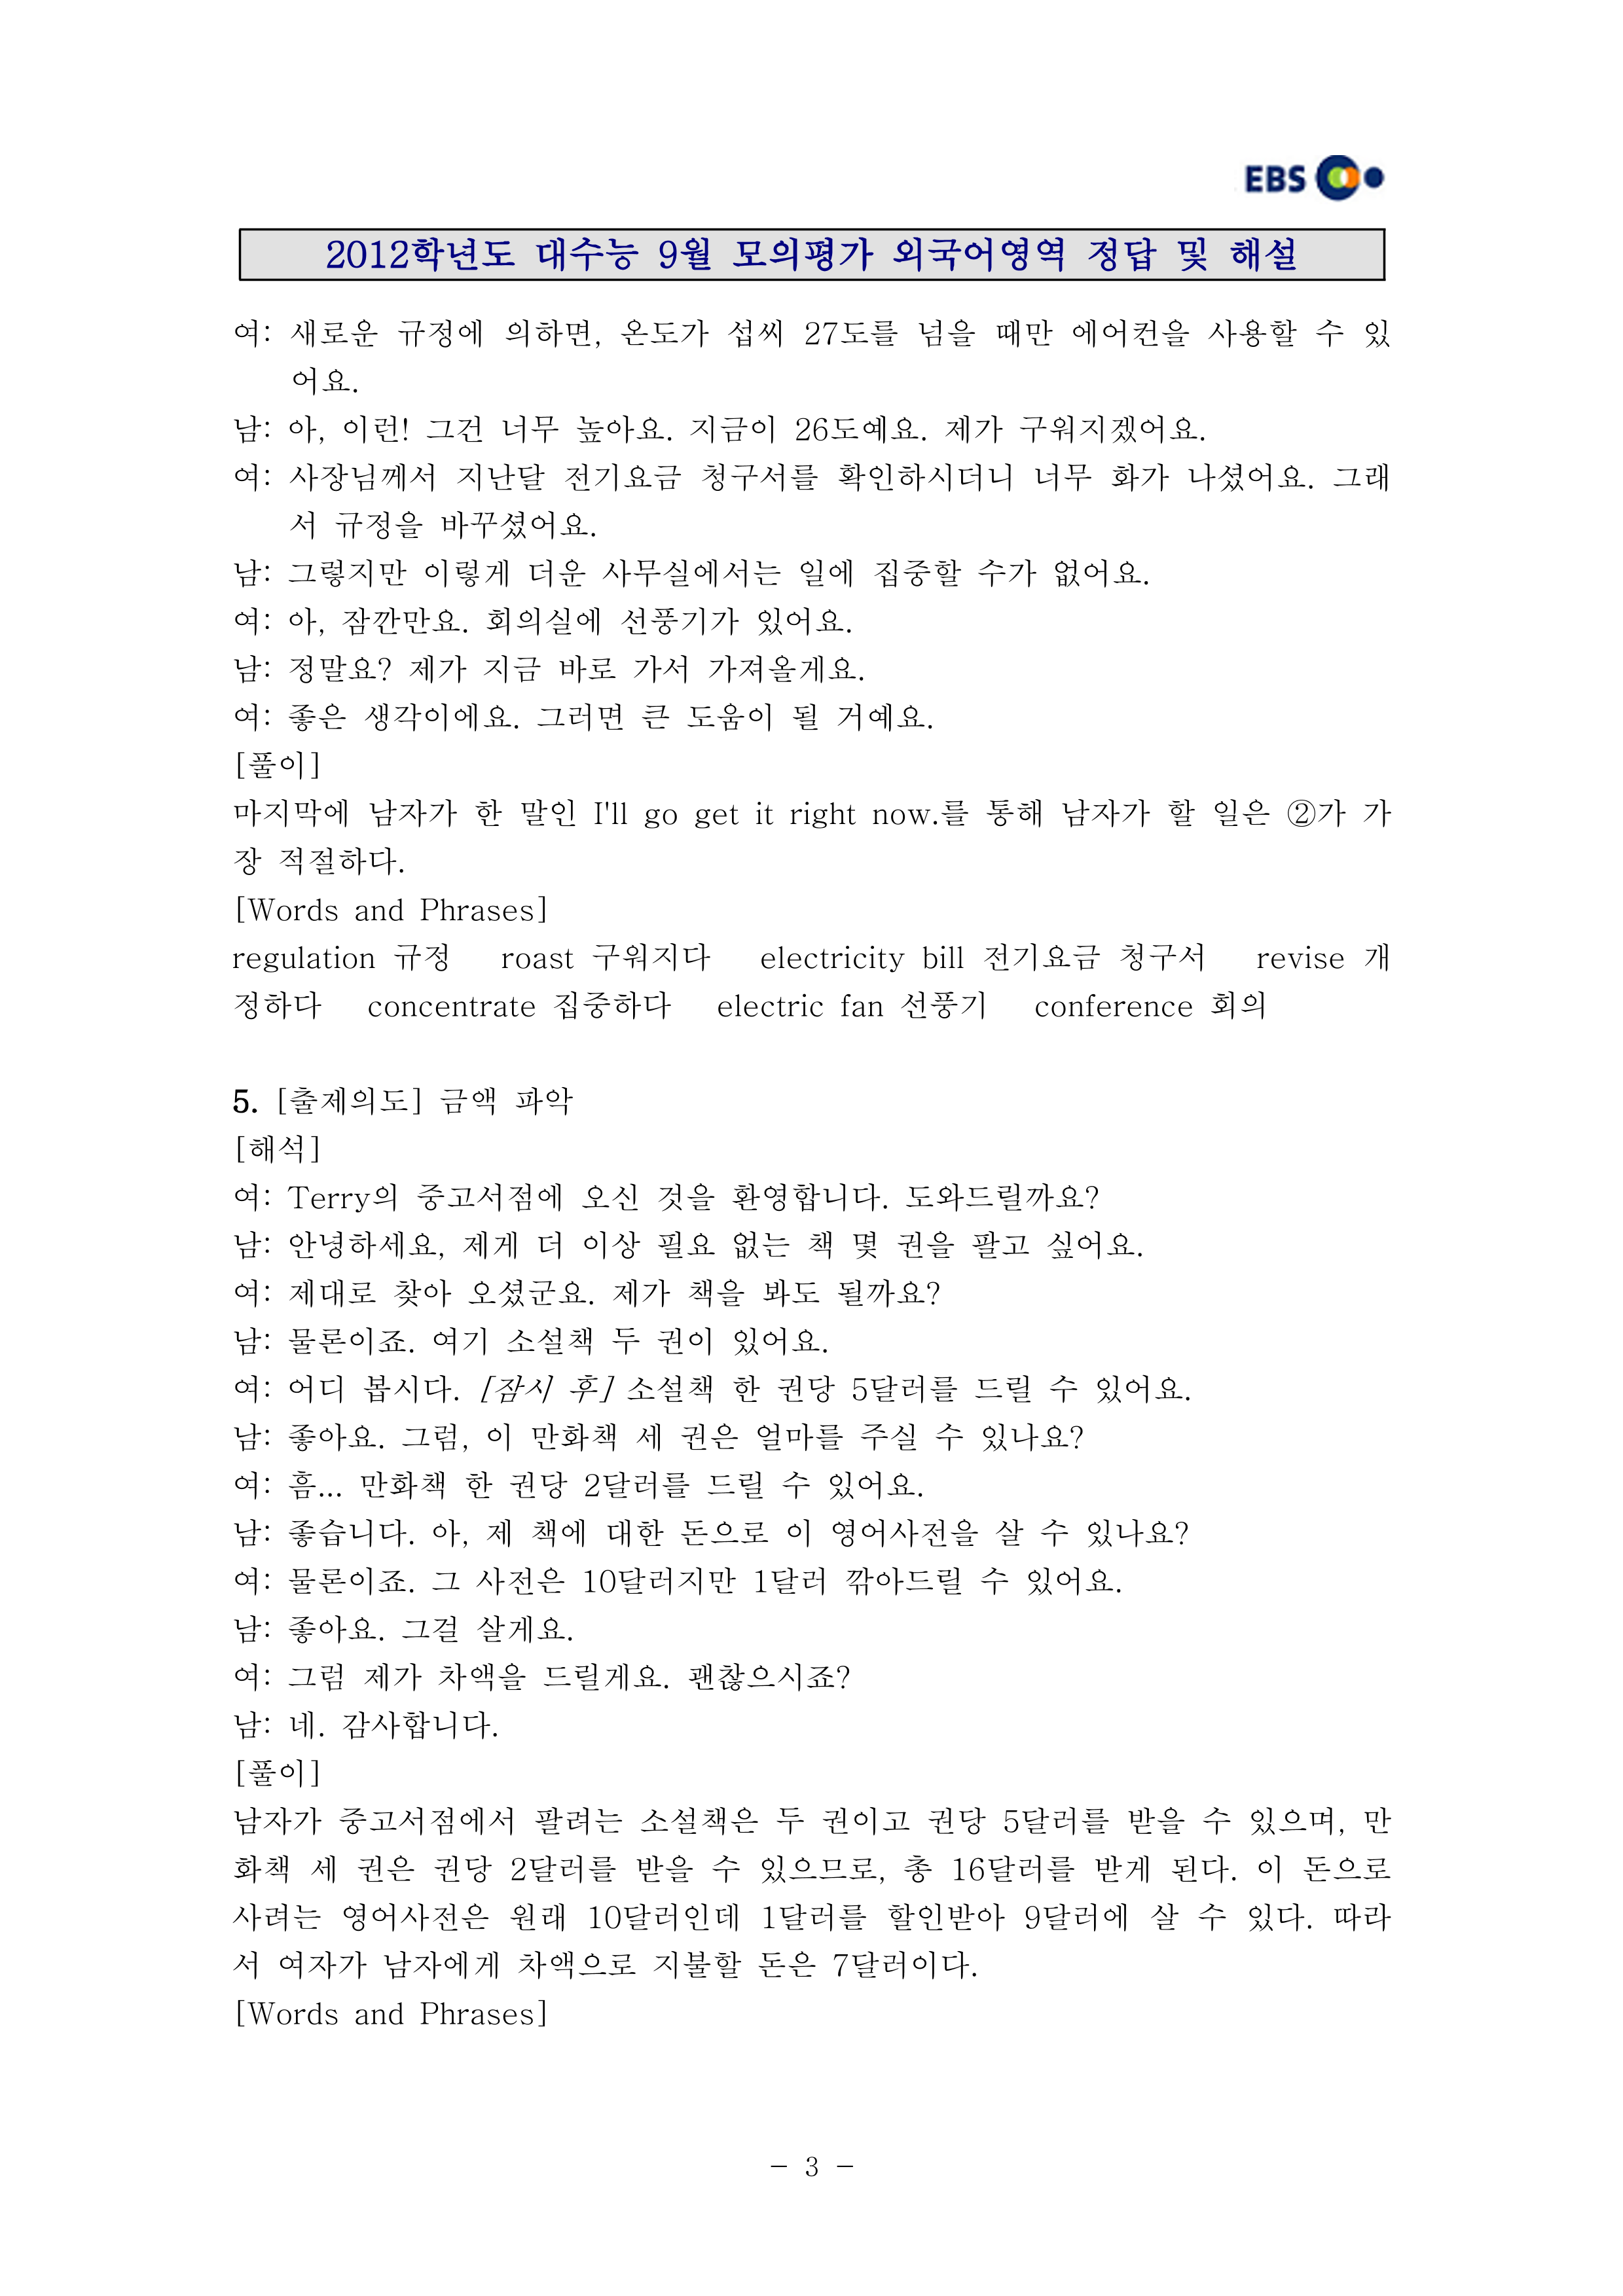 EBS
2012학년도 대수능 9월 모의평가 외국어영역 정답 및 해설
여: 새로운 규정에 의하면, 온도가 섭씨 27도를 넘을 때만 에어컨을 사용할 수 있
어요.
남: 아, 이런! 그건 너무 높아요. 지금이 26도예요. 제가 구워지겠어요.
여: 사장님께서 지난달 전기요금 청구서를 확인하시더니 너무 화가 나셨어요. 그래
서 규정을 바꾸셨어요.
남: 그렇지만 이렇게 더운 사무실에서는 일에 집중할 수가 없어요.
여: 아, 잠깐만요. 회의실에 선풍기가 있어요.
남: 정말요? 제가 지금 바로 가서 가져올게요.
여: 좋은 생각이에요. 그러면 큰 도움이 될 거예요.
[풀이]
마지막에 남자가 한 말인 I'll go get it right now.를 통해 남자가 할 일은 ②가 가
장 적절하다.
[Words and Phrases]
regulation 규정 roast 구워지다 electricity bill 전기요금 청구서 revise 개
정하다 concentrate 집중하다 electric fan 선풍기 conference 회의
5. [출제의도] 금액 파악
[해석]
여: Terry의 중고서점에 오신 것을 환영합니다. 도와드릴까요?
남: 안녕하세요, 제게 더 이상 필요 없는 책 몇 권을 팔고 싶어요.
여: 제대로 찾아 오셨군요. 제가 책을 봐도 될까요?
남: 물론이죠. 여기 소설책 두 권이 있어요.
여: 어디 봅시다. [잠시 후] 소설책 한 권당 5달러를 드릴 수 있어요.
남: 좋아요. 그럼, 이 만화책 세 권은 얼마를 주실 수 있나요?
여: 흠... 만화책 한 권당 2달러를 드릴 수 있어요.
남: 좋습니다. 아, 제 책에 대한 돈으로 이 영어사전을 살 수 있나요?
여: 물론이죠. 그 사전은 10달러지만 1달러 깎아드릴 수 있어요.
남: 좋아요. 그걸 살게요.
여: 그럼 제가 차액을 드릴게요. 괜찮으시죠?
남: 네. 감사합니다.
[풀이]
남자가 중고서점에서 팔려는 소설책은 두 권이고 권당 5달러를 받을 수 있으며, 만
화책 세 권은 권당 2달러를 받을 수 있으므로, 총 16달러를 받게 된다. 이 돈으로
사려는 영어사전은 원래 10달러인데 1달러를 할인받아 9달러에 살 수 있다. 따라
서 여자가 남자에게 차액으로 지불할 돈은 7달러이다.
[Words and Phrases]
- 3 -